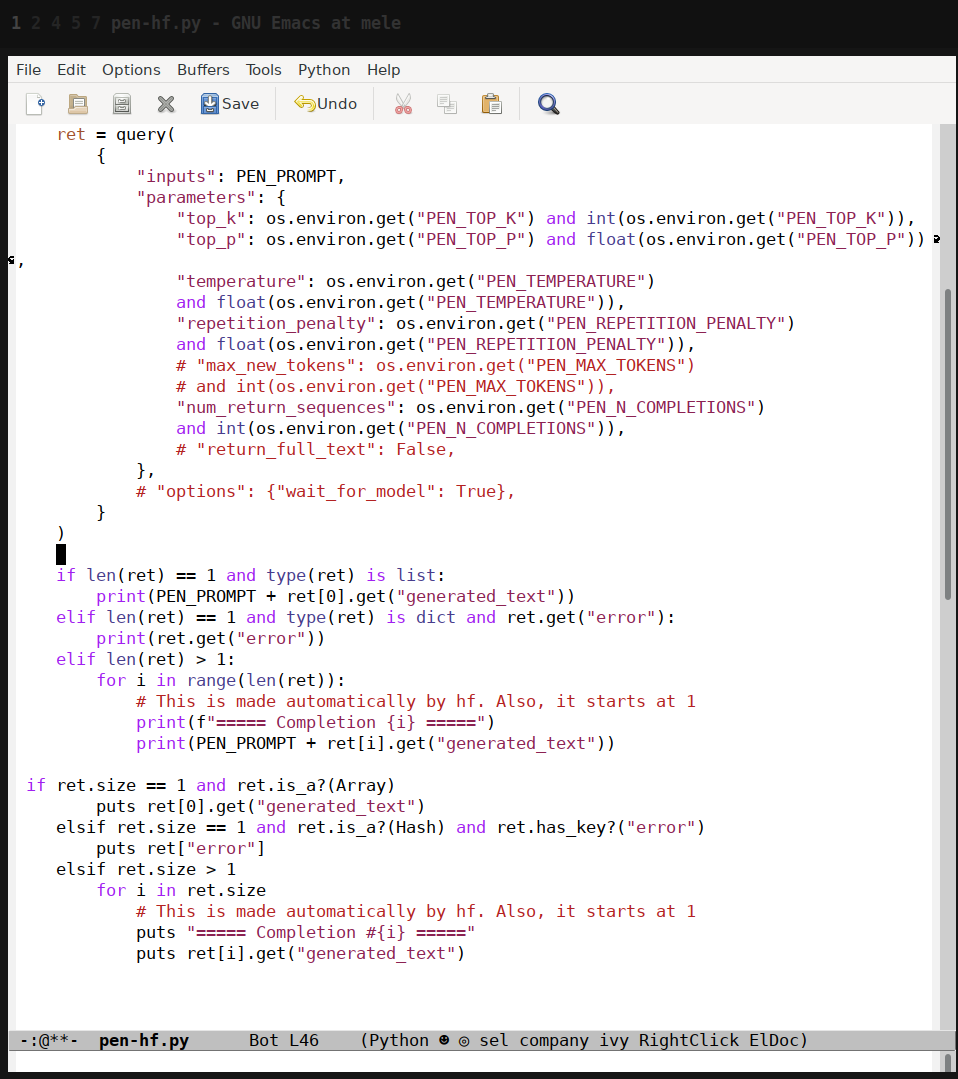 1 2 4 5 7 pen-hf.py - GNU Emacs at mele
File Edit Options Buffers Tools Python Help
Save Undo
    ret = query(
        {
            "inputs": PEN_PROMPT,
            "parameters": {
                "top_k": os.environ.get("PEN_TOP_K") and int(os.environ.get("PEN_TOP_K")),
                "top_p": os.environ.get("PEN_TOP_P") and float(os.environ.get("PEN_TOP_P"))
,
                "temperature": os.environ.get("PEN_TEMPERATURE")
                and float(os.environ.get("PEN_TEMPERATURE")),
                "repetition_penalty": os.environ.get("PEN_REPETITION_PENALTY")
                and float(os.environ.get("PEN_REPETITION_PENALTY")),
                # "max_new_tokens": os.environ.get("PEN_MAX_TOKENS")
                # and int(os.environ.get("PEN_MAX_TOKENS")),
                "num_return_sequences": os.environ.get("PEN_N_COMPLETIONS")
                and int(os.environ.get("PEN_N_COMPLETIONS")),
                # "return_full_text": False,
            },
            # "options": {"wait_for_model": True},
        }
    )
    if len(ret) == 1 and type(ret) is list:
        print(PEN_PROMPT + ret[0].get("generated_text"))
    elif len(ret) == 1 and type(ret) is dict and ret.get("error"):
        print(ret.get("error"))
    elif len(ret) > 1:
        for i in range(len(ret)):
            # This is made automatically by hf. Also, it starts at 1
            print(f"===== Completion {i} =====")
            print(PEN_PROMPT + ret[i].get("generated_text"))
 if ret.size == 1 and ret.is_a?(Array)
        puts ret[0].get("generated_text")
    elsif ret.size == 1 and ret.is_a?(Hash) and ret.has_key?("error")
        puts ret["error"]
    elsif ret.size > 1
        for i in ret.size
            # This is made automatically by hf. Also, it starts at 1
            puts "===== Completion #{i} ====="
            puts ret[i].get("generated_text")
-:@**- pen-hf.py Bot L46 (Python ☻ ◎ sel company ivy RightClick ElDoc)